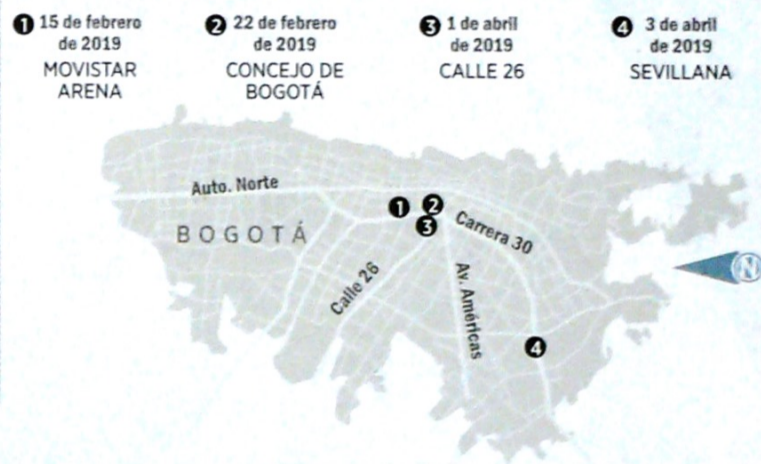 1 15 de febrero
de 2019
MOVISTAR
ARENA
2 22 de febrero
de 2019
CONCEJO DE
BOGOTÁ
3 1 de abril
de 2019
CALLE 26
4 3 de abril
de 2019
SEVILLANA
Auto. Norte
BOGOTÁ
1
2
3
Carrera 30
Calle 26
Av. Américas
4
N